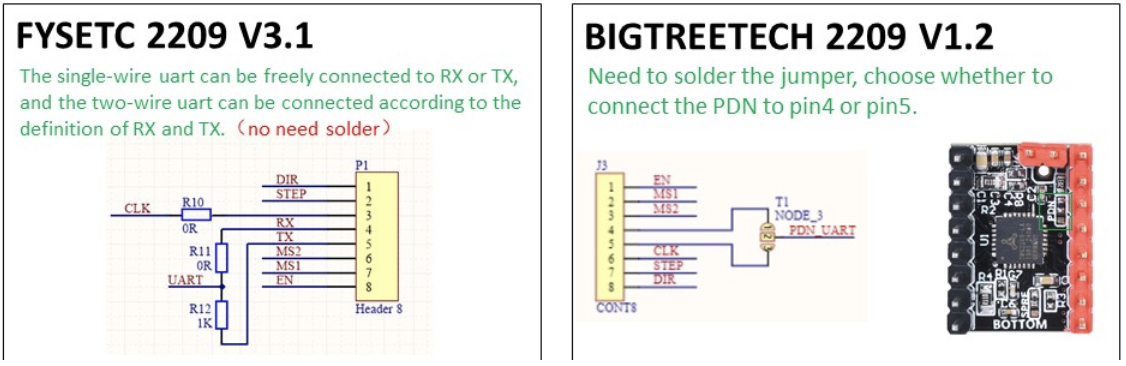 FYSETC 2209 V3.1
The single-wire uart can be freely connected to RX or TX,
and the two-wire uart can be connected according to the
definition of RX and TX.（no need solder）
P1
DIR
1
STEP
2
CLK
R10
3
0R
RX
4
TX
5
R11
0R
MS2
6
MS1
7
UART
EN
8
R12
1K
Header 8
BIGTREETECH 2209 V1.2
Need to solder the jumper, choose whether to
connect the PDN to pin4 or pin5.
J3
1
EN
2
MS1
3
MS2
4
5
T1
NODE_3
1 2
PDN_UART
6
CLK
7
STEP
8
DIR
CONT8
PDN
U1
BOTTOM